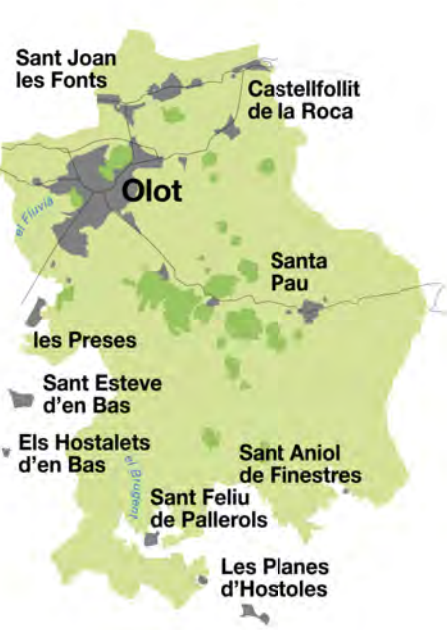 Sant Joan
les Fonts
Castellfollit
de la Roca
Olot
el Fluvià
Santa
Pau
les Preses
Sant Esteve
d'en Bas
Els Hostalets
d'en Bas
el Brugent
Sant Aniol
de Finestres
Sant Feliu
de Pallerols
Les Planes
d'Hostoles